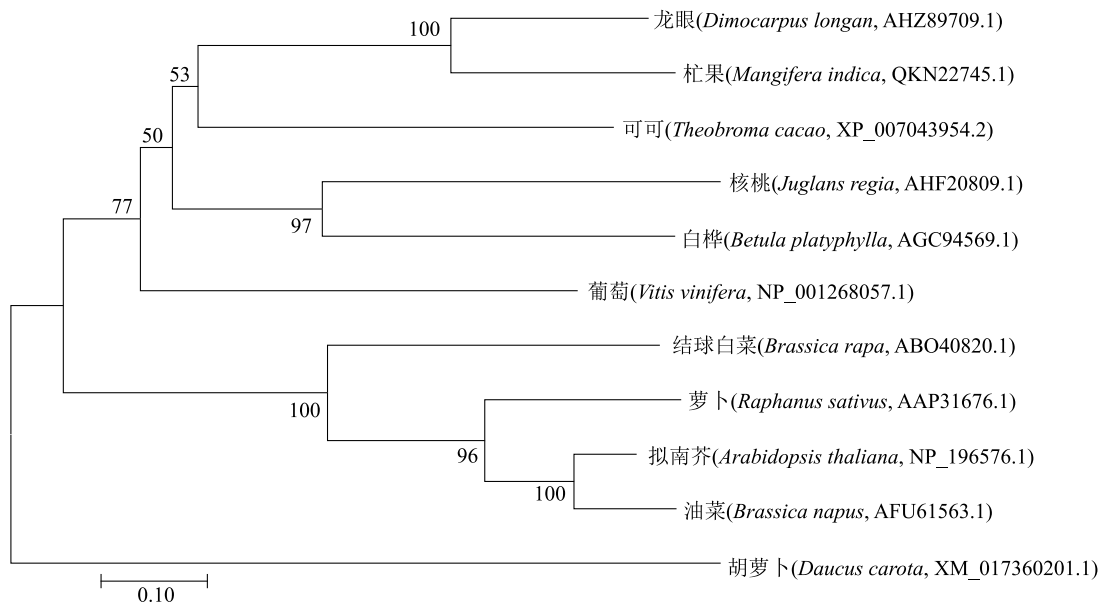 100
龙眼(Dimocarpus longan, AHZ89709.1)
53
杧果(Mangifera indica, QKN22745.1)
50
可可(Theobroma cacao, XP_007043954.2)
77
核桃(Juglans regia, AHF20809.1)
97
白桦(Betula platyphylla, AGC94569.1)
葡萄(Vitis vinifera, NP_001268057.1)
结球白菜(Brassica rapa, ABO40820.1)
100
萝卜(Raphanus sativus, AAP31676.1)
96
拟南芥(Arabidopsis thaliana, NP_196576.1)
100
油菜(Brassica napus, AFU61563.1)
胡萝卜(Daucus carota, XM_017360201.1)
0.10